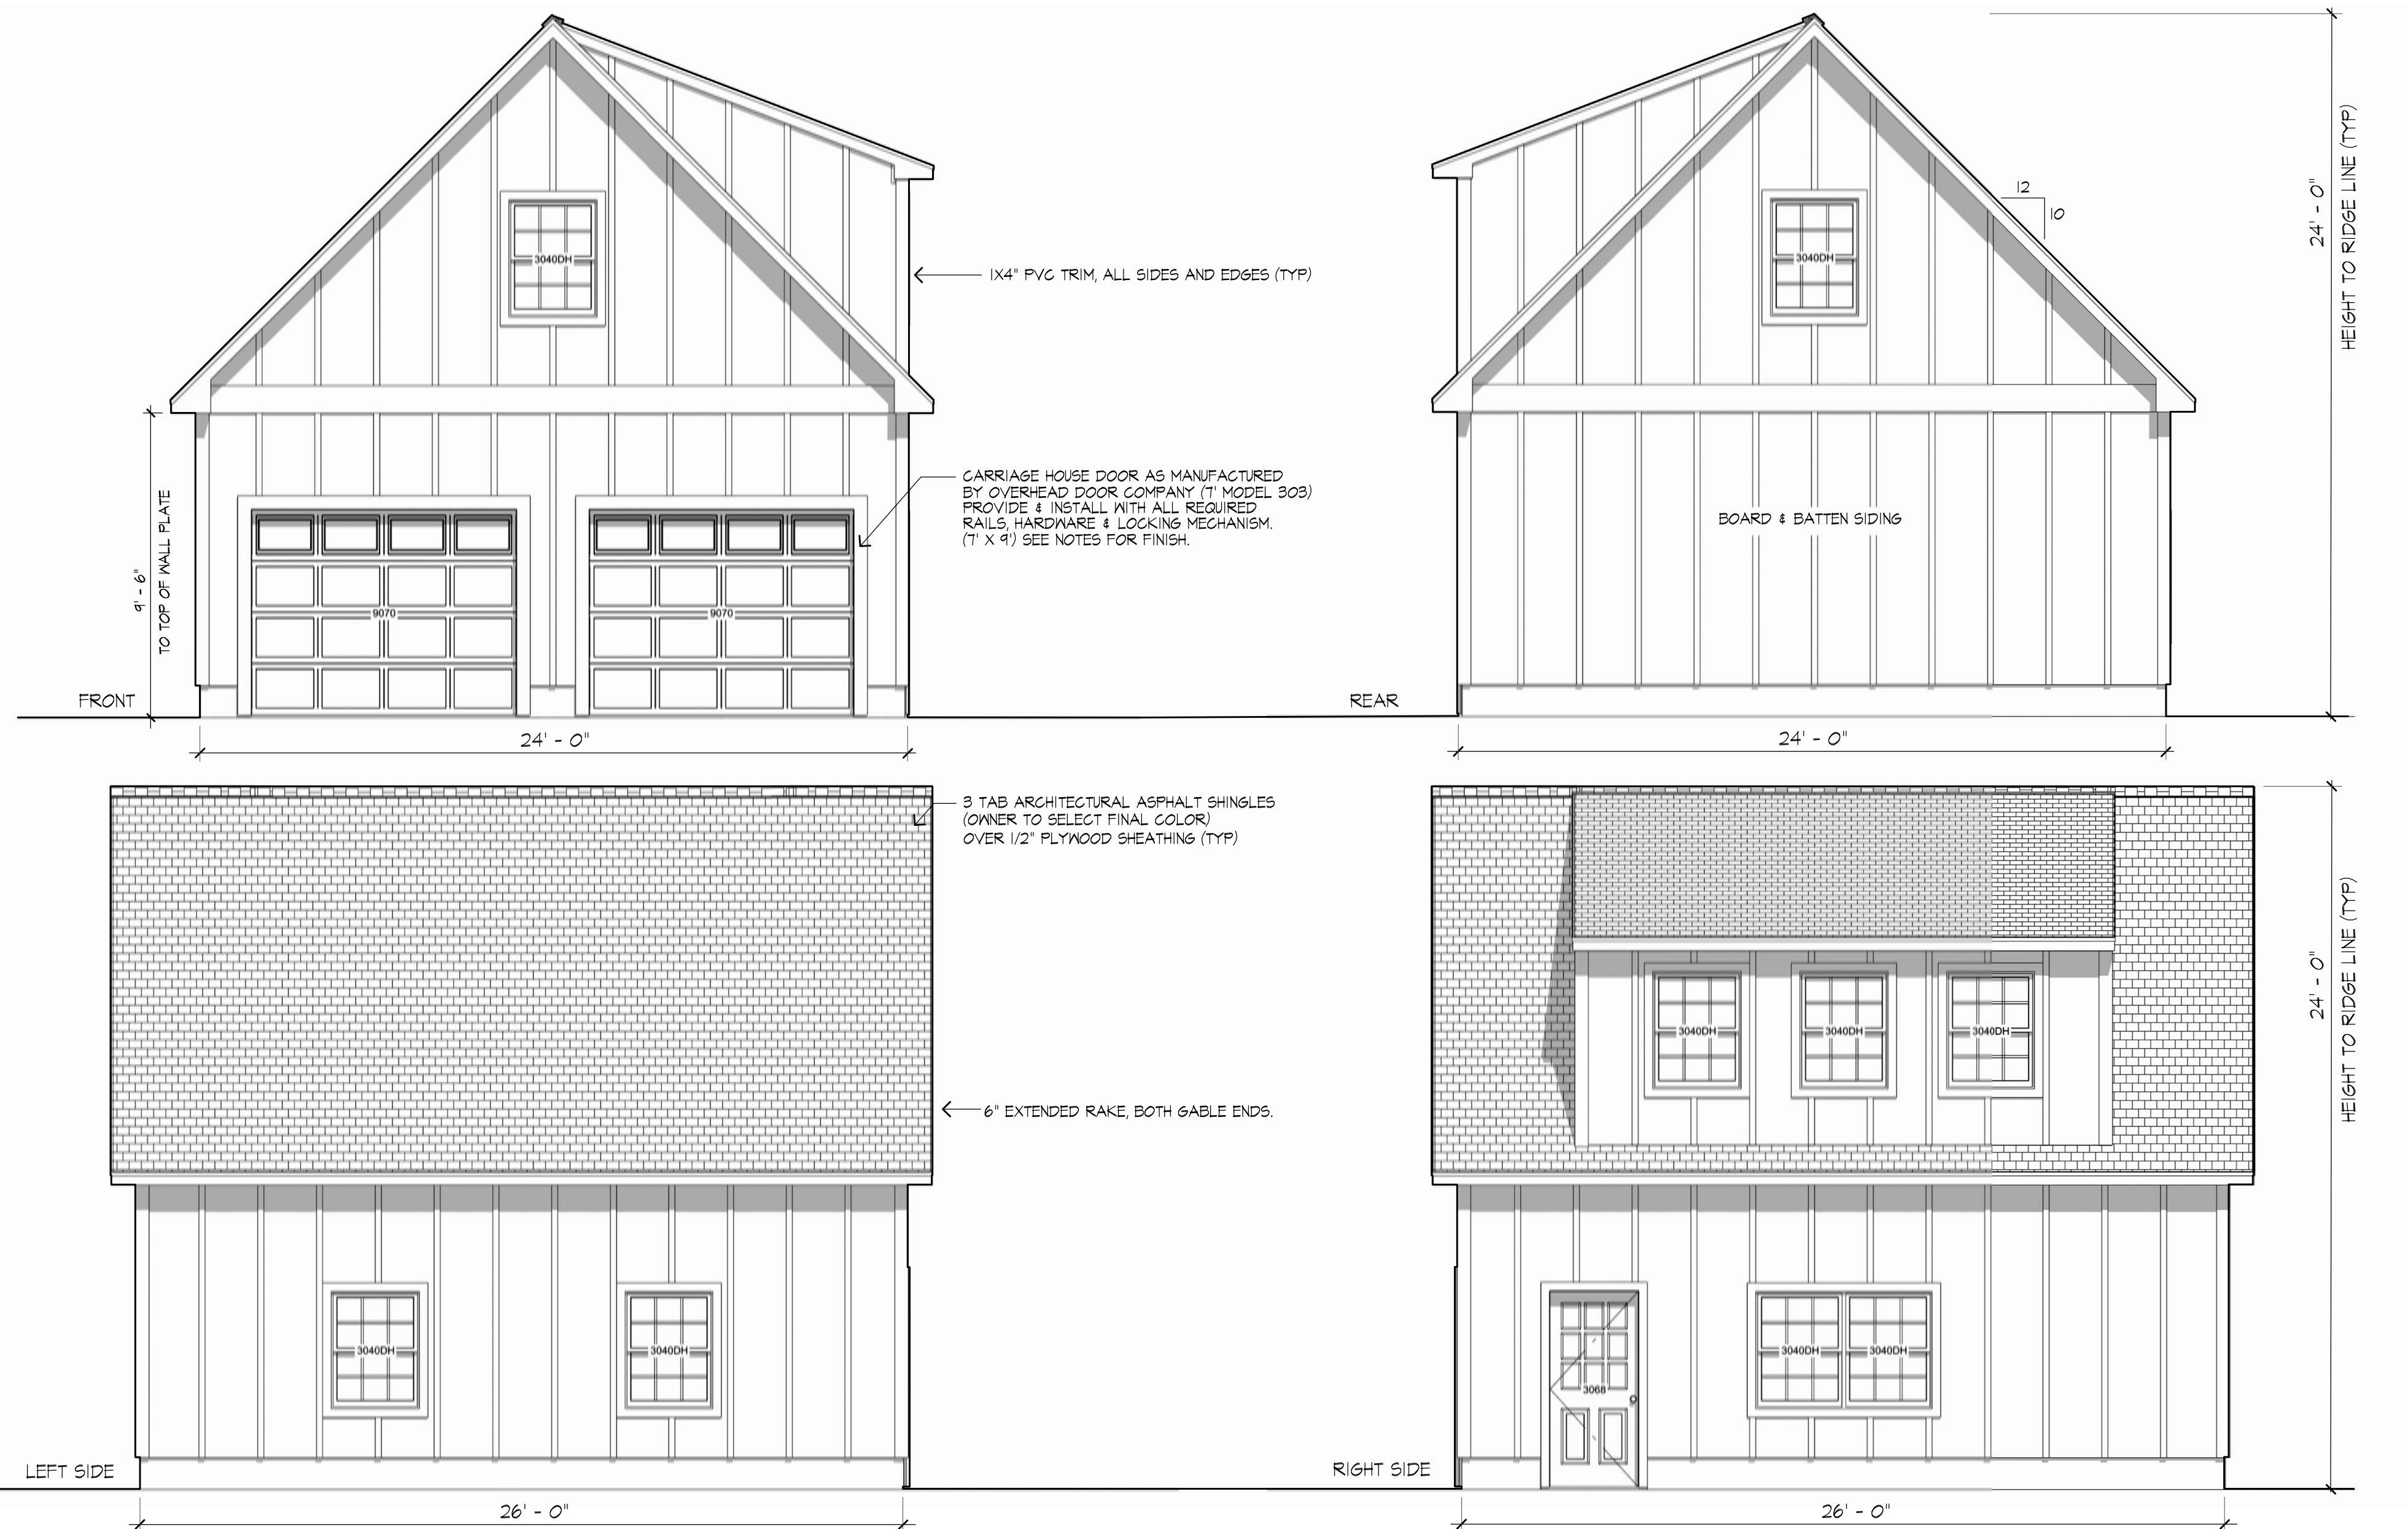 3040DH
1X4" PVC TRIM, ALL SIDES AND EDGES (TYP)
CARRIAGE HOUSE DOOR AS MANUFACTURED
BY OVERHEAD DOOR COMPANY (7' MODEL 303)
PROVIDE & INSTALL WITH ALL REQUIRED
RAILS, HARDWARE & LOCKING MECHANISM.
(7' X 9') SEE NOTES FOR FINISH.
9' - 6"
TO TOP OF WALL PLATE
9070
9070
FRONT
24' - 0"
3040DH
12
10
BOARD & BATTEN SIDING
24' - 0"
HEIGHT TO RIDGE LINE (TYP)
REAR
24' - 0"
3 TAB ARCHITECTURAL ASPHALT SHINGLES
(OWNER TO SELECT FINAL COLOR)
OVER 1/2" PLYWOOD SHEATHING (TYP)
6" EXTENDED RAKE, BOTH GABLE ENDS.
3040DH
3040DH
LEFT SIDE
26' - 0"
3040DH
3040DH
3040DH
24' - 0"
HEIGHT TO RIDGE LINE (TYP)
3068
3040DH
3040DH
RIGHT SIDE
26' - 0"